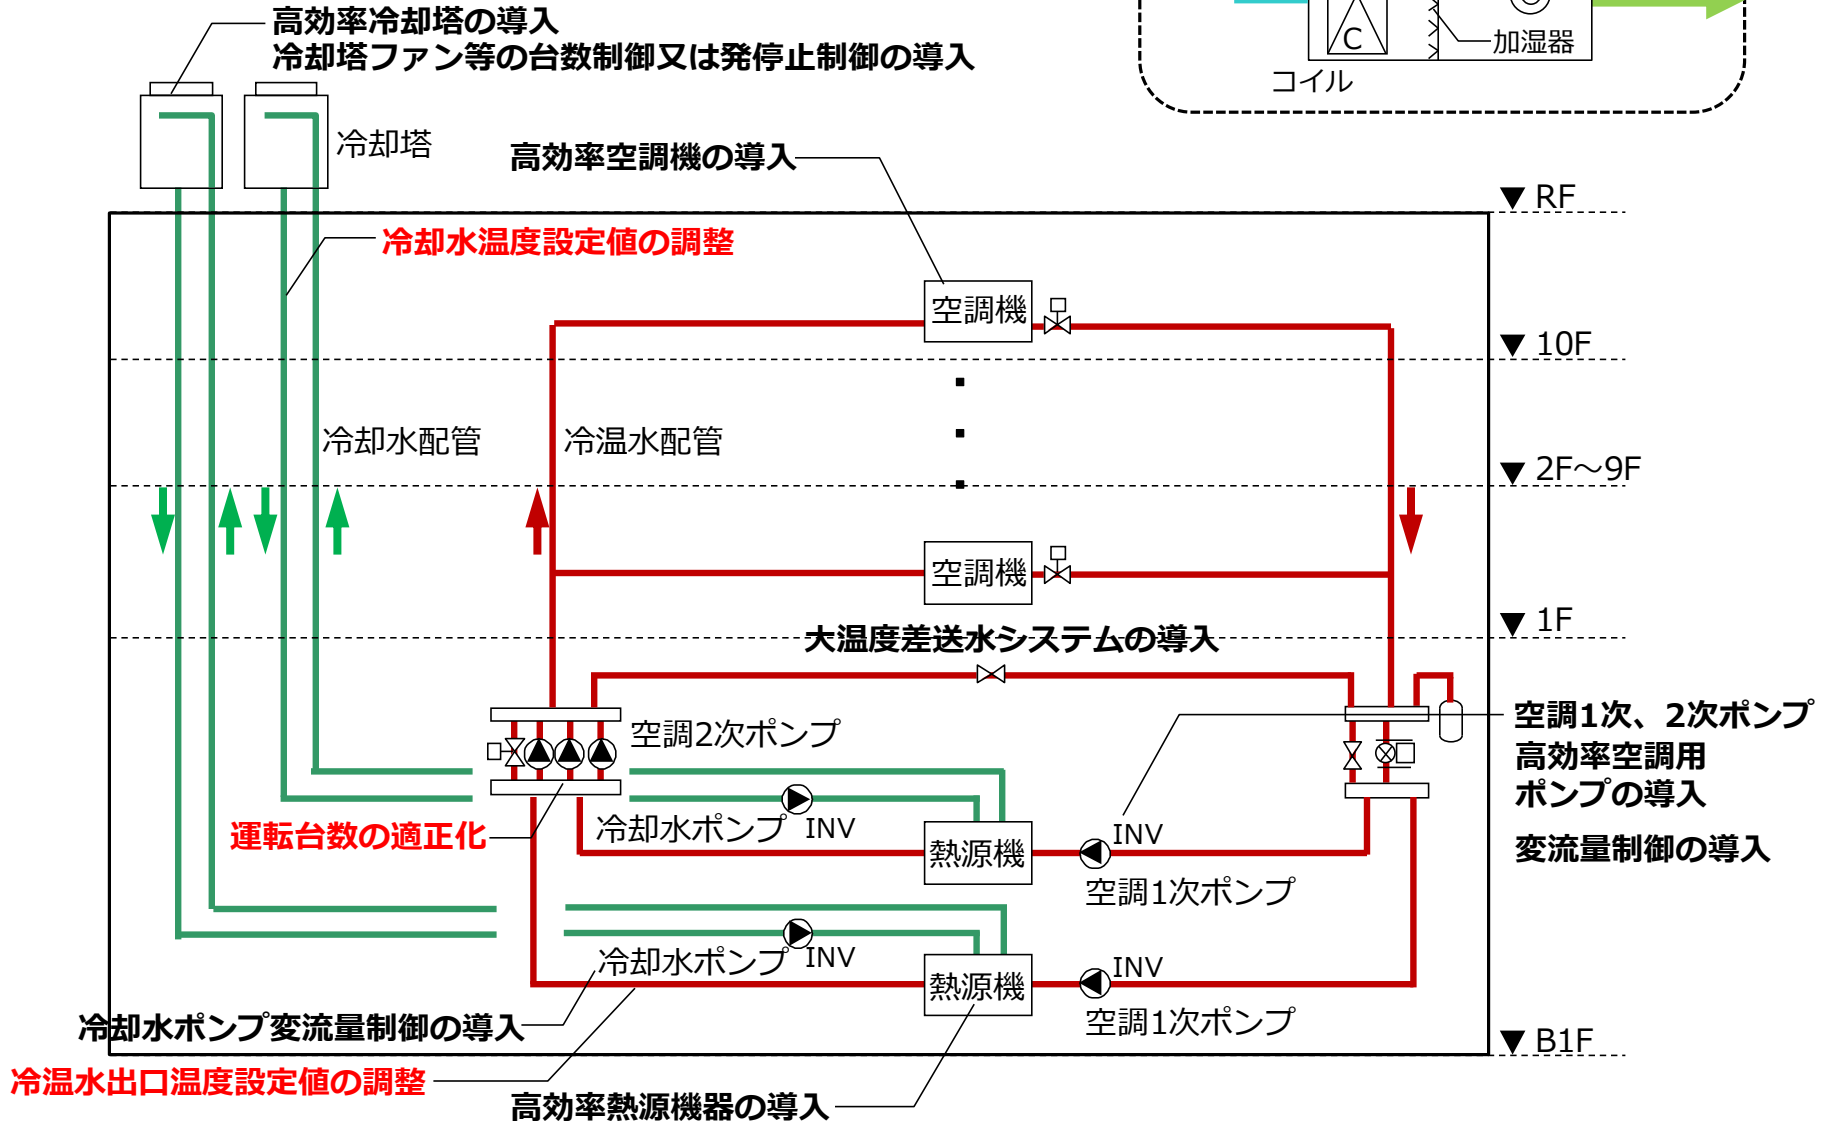 高効率冷却塔の導入
冷却塔ファン等の台数制御又は発停止制御の導入
C
加湿器
コイル
冷却塔
高効率空調機の導入
RF
冷却水温度設定値の調整
空調機
10F
冷却水配管
冷温水配管
2F～9F
空調機
1F
大温度差送水システムの導入
空調2次ポンプ
空調1次、2次ポンプ
高効率空調用
ポンプの導入
変流量制御の導入
運転台数の適正化
冷却水ポンプ
INV
熱源機
INV
空調1次ポンプ
冷却水ポンプ
INV
熱源機
INV
空調1次ポンプ
冷却水ポンプ変流量制御の導入
B1F
冷温水出口温度設定値の調整
高効率熱源機器の導入